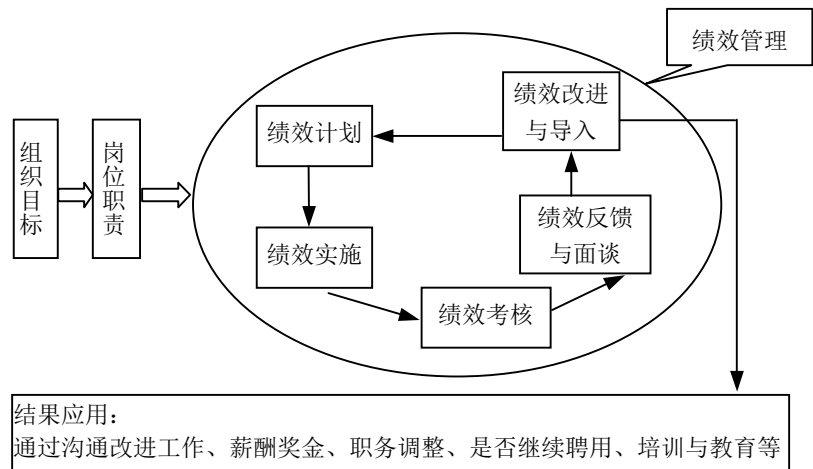 绩效管理
绩效改进
与导入
绩效计划
组织目标
岗位职责
绩效反馈
与面谈
绩效实施
绩效考核
结果应用：
通过沟通改进工作、薪酬奖金、职务调整、是否继续聘用、培训与教育等